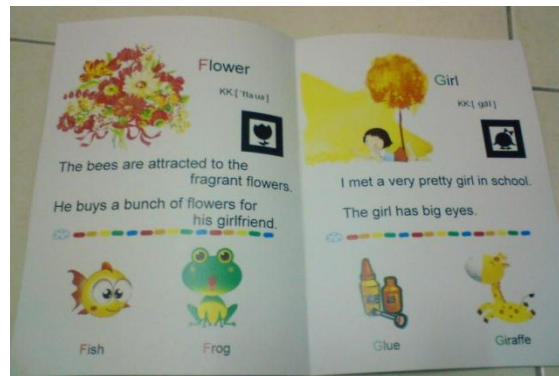 Flower
KK:[ˋflaʊɚ]
The bees are attracted to the
fragrant flowers.
He buys a bunch of flowers for
his girlfriend.
Fish
Frog
Girl
KK:[gɜl]
I met a very pretty girl in school.
The girl has big eyes.
Glue
Giraffe